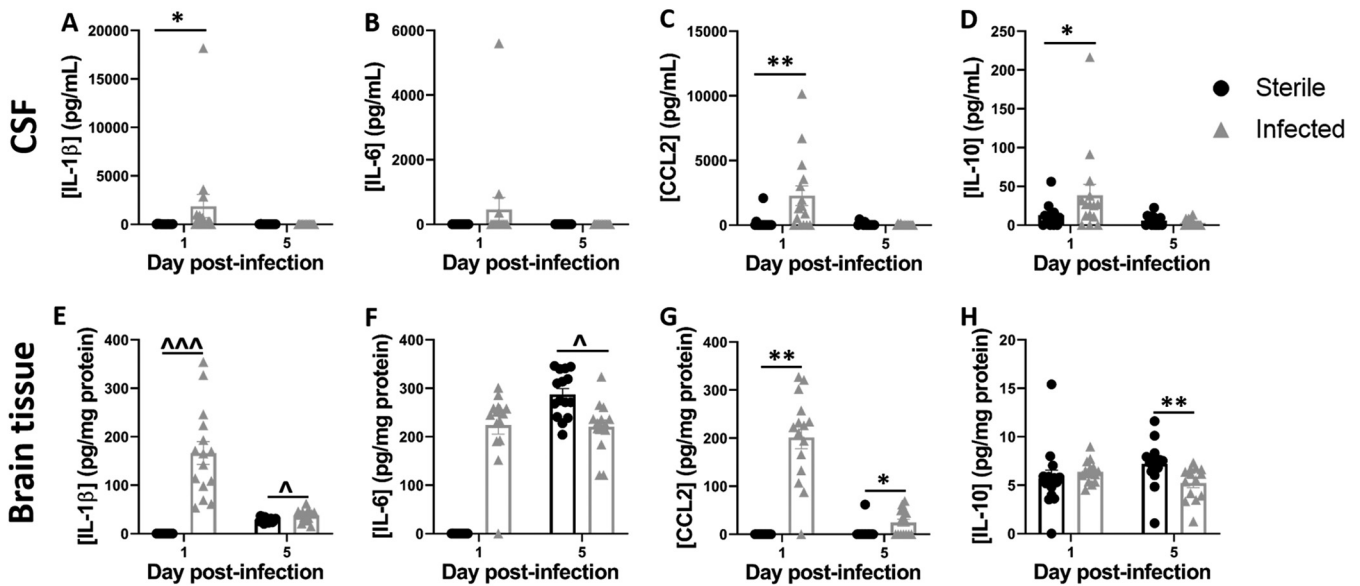 CSF
A
[IL-1β] (pg/mL)
20000
15000
10000
5000
0
*
1
5
Day post-infection
B
[IL-6] (pg/mL)
6000
4000
2000
0
1
5
Day post-infection
C
[CCL2] (pg/mL)
15000
10000
5000
0
**
1
5
Day post-infection
D
[IL-10] (pg/mL)
250
200
150
100
50
0
*
1
5
Day post-infection
Sterile
Infected
Brain tissue
E
[IL-1β] (pg/mg protein)
400
300
200
100
0
^^^
^
1
5
Day post-infection
F
[IL-6] (pg/mg protein)
400
300
200
100
0
^
1
5
Day post-infection
G
[CCL2] (pg/mg protein)
400
300
200
100
0
**
*
1
5
Day post-infection
H
[IL-10] (pg/mg protein)
20
15
10
5
0
**
1
5
Day post-infection